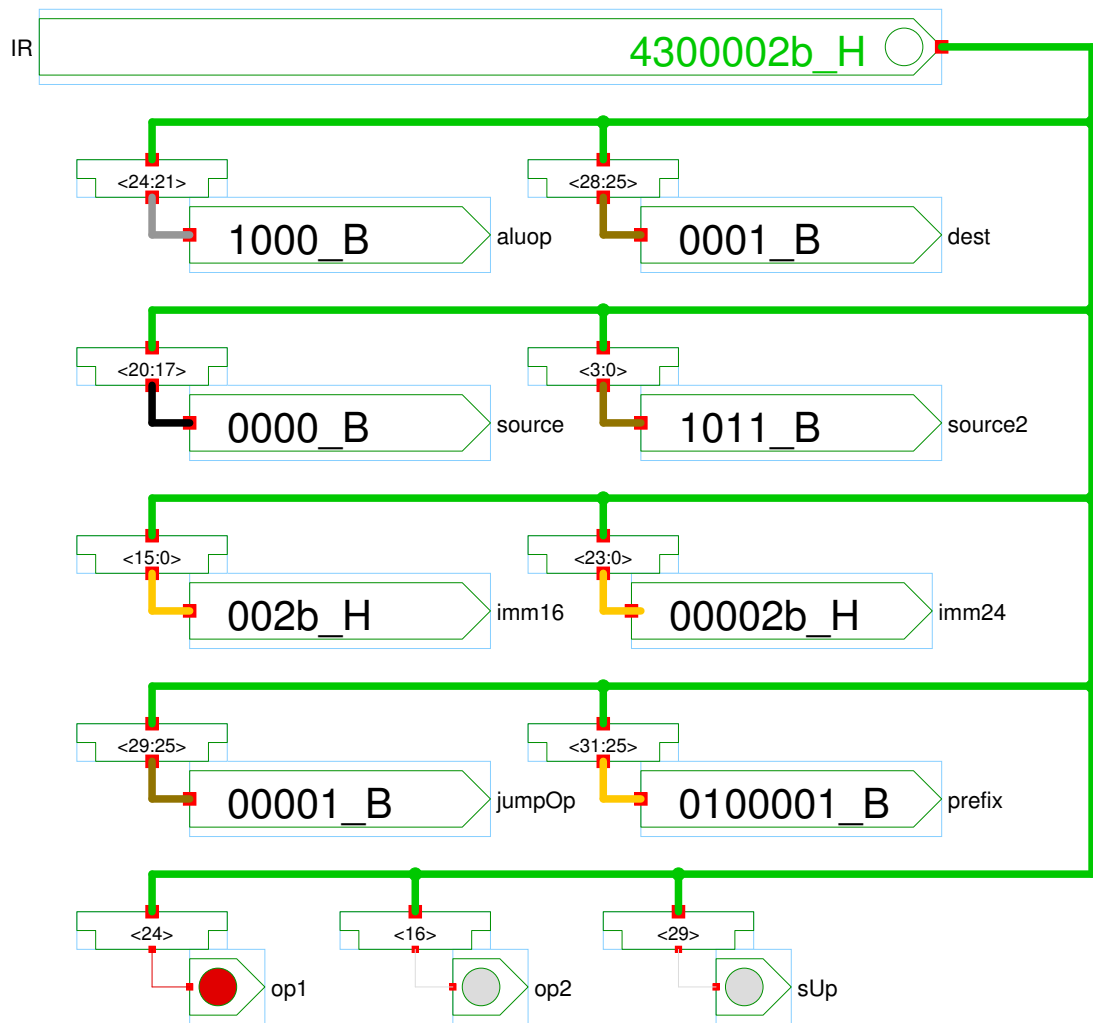 IR 4300002b_H
<24:21> <28:25>
1000_B aluop 0001_B dest
<20:17> <3:0>
0000_B source 1011_B source2
<15:0> <23:0>
002b_H imm16 00002b_H imm24
<29:25> <31:25>
00001_B jumpOp 0100001_B prefix
<24> <16> <29>
op1 op2 sUp